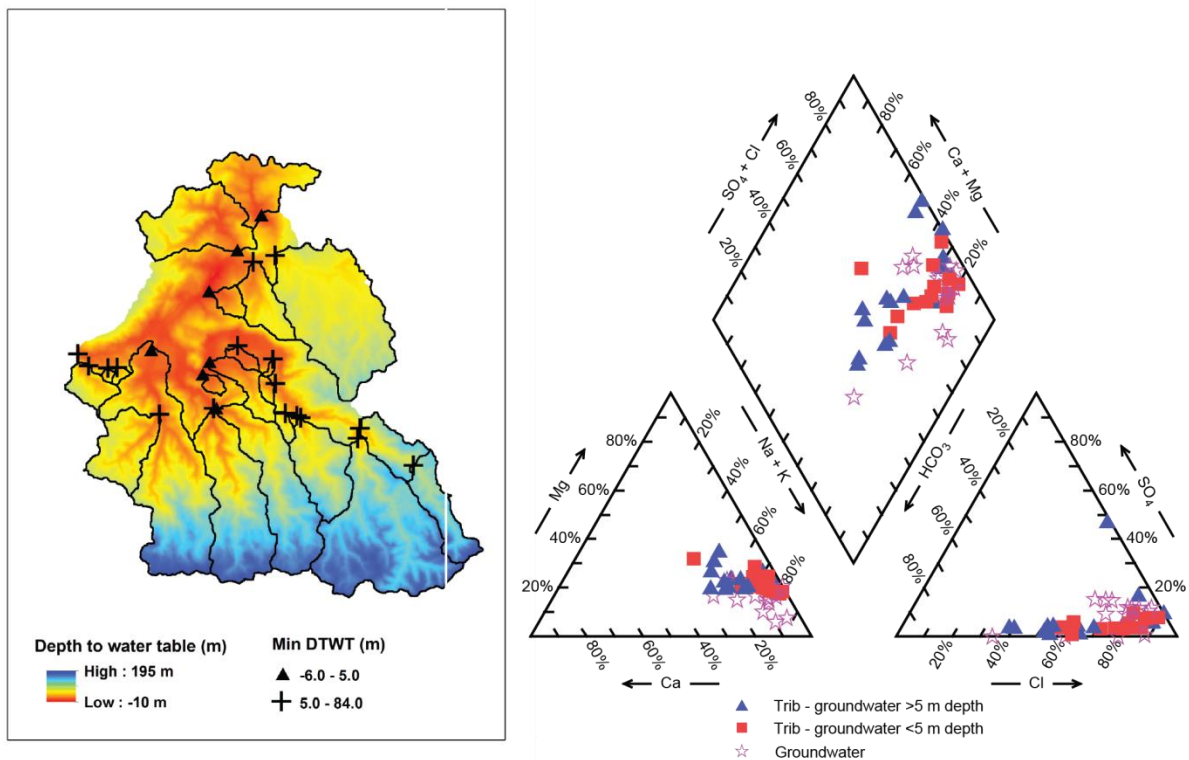 Depth to water table (m)
High : 195 m
Low : -10 m
Min DTWT (m)
-6.0 - 5.0
5.0 - 84.0
80%
80%
SO4 + Cl
Ca + Mg
60%
60%
40%
40%
20%
20%
Mg
80%
60%
40%
20%
20%
40%
60%
80%
Na + K
HCO3
80%
60%
40%
20%
SO4
80%
60%
40%
20%
80%
60%
40%
20%
Ca
20%
40%
60%
80%
Cl
Trib - groundwater >5 m depth
Trib - groundwater <5 m depth
Groundwater